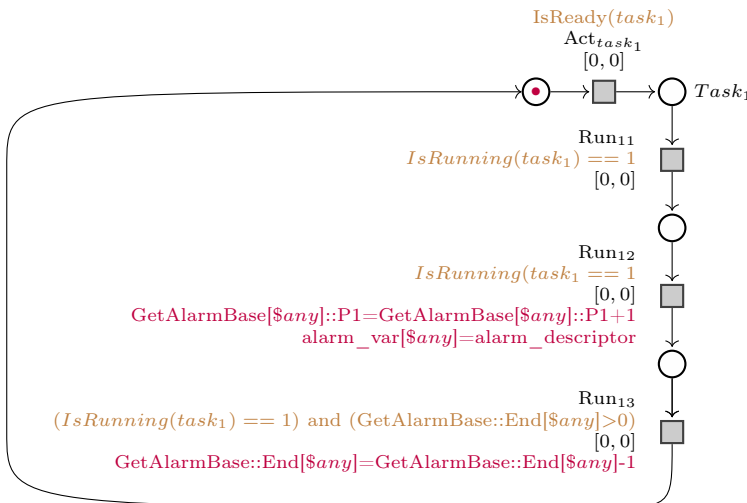 IsReady(task₁)
Act_task₁
[0, 0]
Task₁
Run₁₁
IsRunning(task₁) == 1
[0, 0]
Run₁₂
IsRunning(task₁ == 1
[0, 0]
GetAlarmBase[$any]::P1=GetAlarmBase[$any]::P1+1
alarm_var[$any]=alarm_descriptor
Run₁₃
(IsRunning(task₁) == 1) and (GetAlarmBase::End[$any]>0)
[0, 0]
GetAlarmBase::End[$any]=GetAlarmBase::End[$any]-1